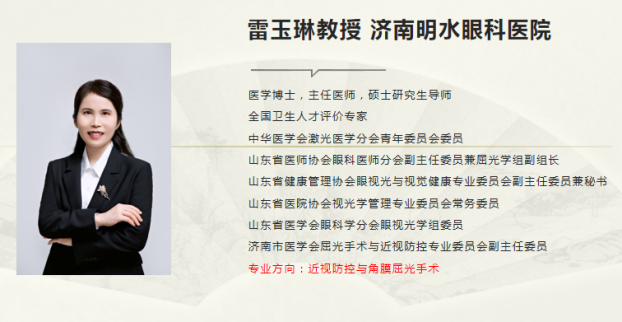 雷玉琳教授 济南明水眼科医院
医学博士，主任医师，硕士研究生导师
全国卫生人才评价专家
中华医学会激光医学分会青年委员会委员
山东省医师协会眼科医师分会副主任委员兼屈光学组副组长
山东省健康管理协会眼视光与视觉健康专业委员会副主任委员兼秘书
山东省医院协会视光学管理专业委员会常务委员
山东省医学会眼科学分会眼视光学组委员
济南市医学会屈光手术与近视防控专业委员会副主任委员
专业方向：近视防控与角膜屈光手术